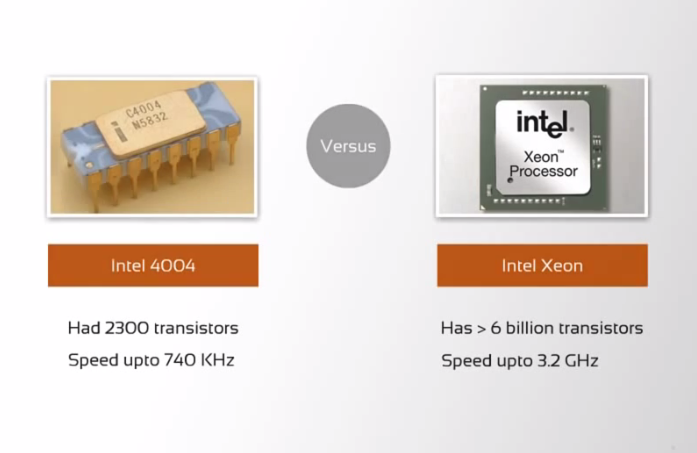 C4004
N5832
Versus
intel
Xeon™
Processor
Intel 4004
Intel Xeon
Had 2300 transistors
Has > 6 billion transistors
Speed upto 740 KHz
Speed upto 3.2 GHz